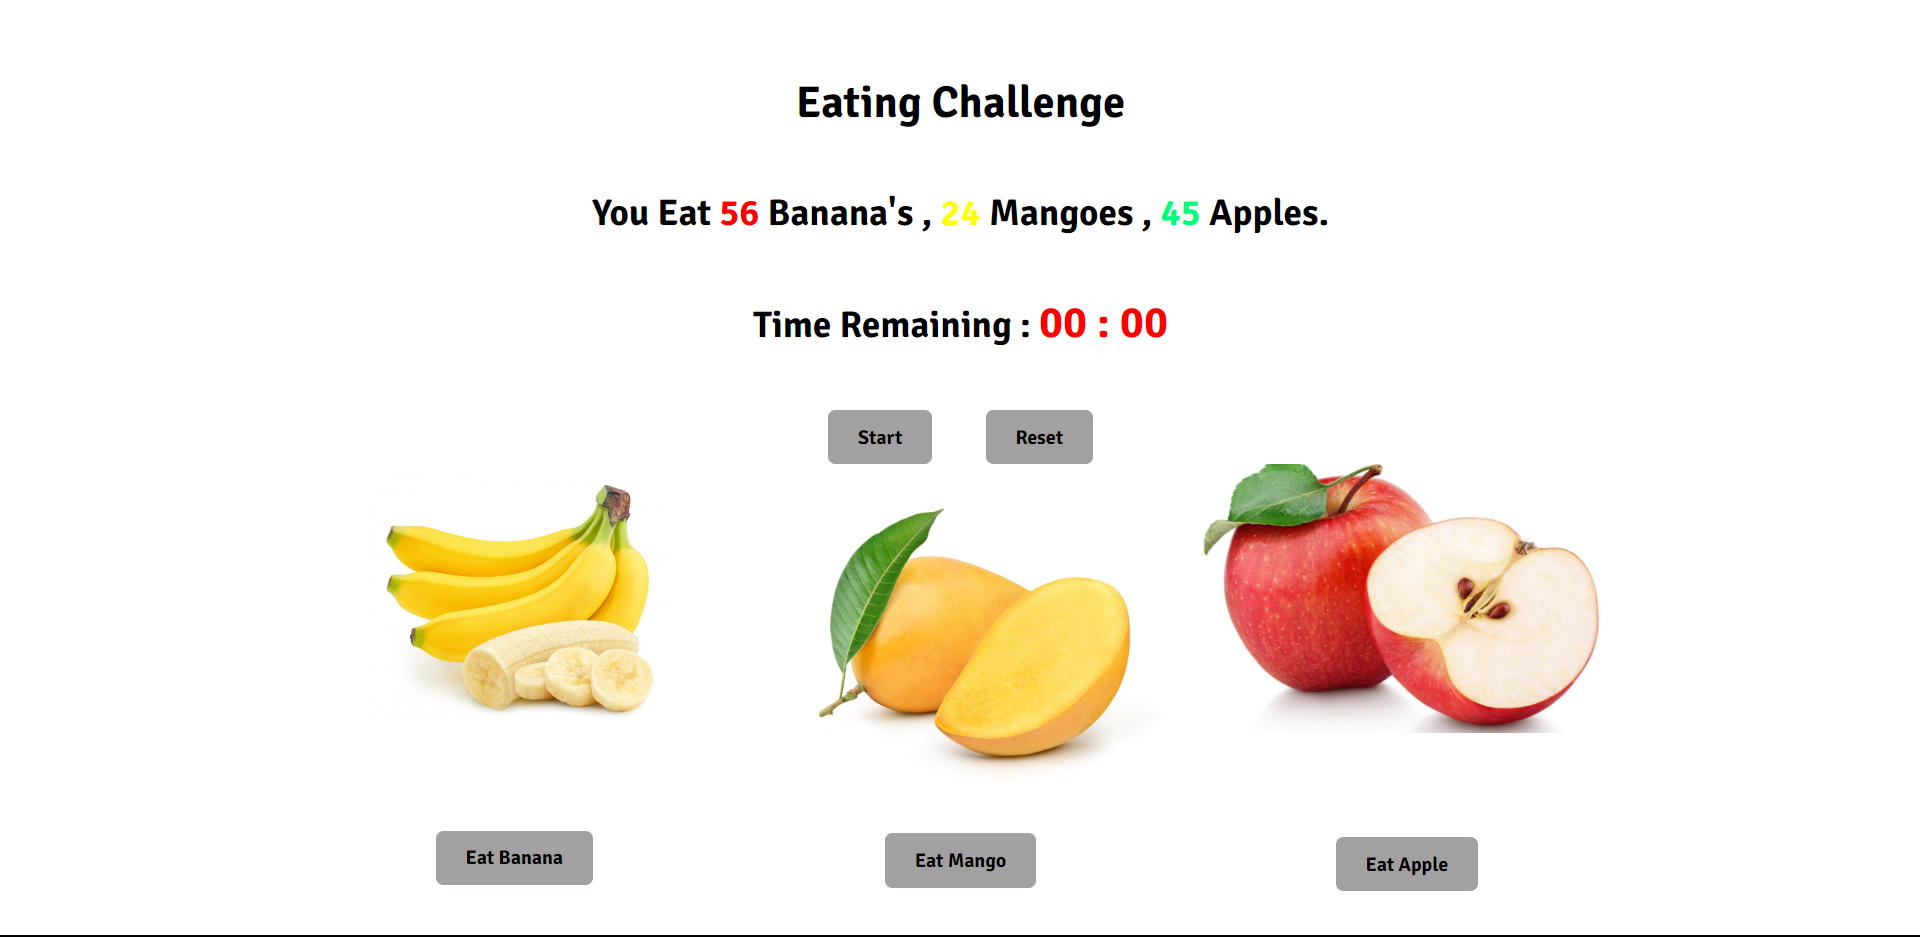 Eating Challenge
You Eat 56 Banana's , 24 Mangoes , 45 Apples.
Time Remaining : 00 : 00
Start Reset
Eat Banana Eat Mango Eat Apple